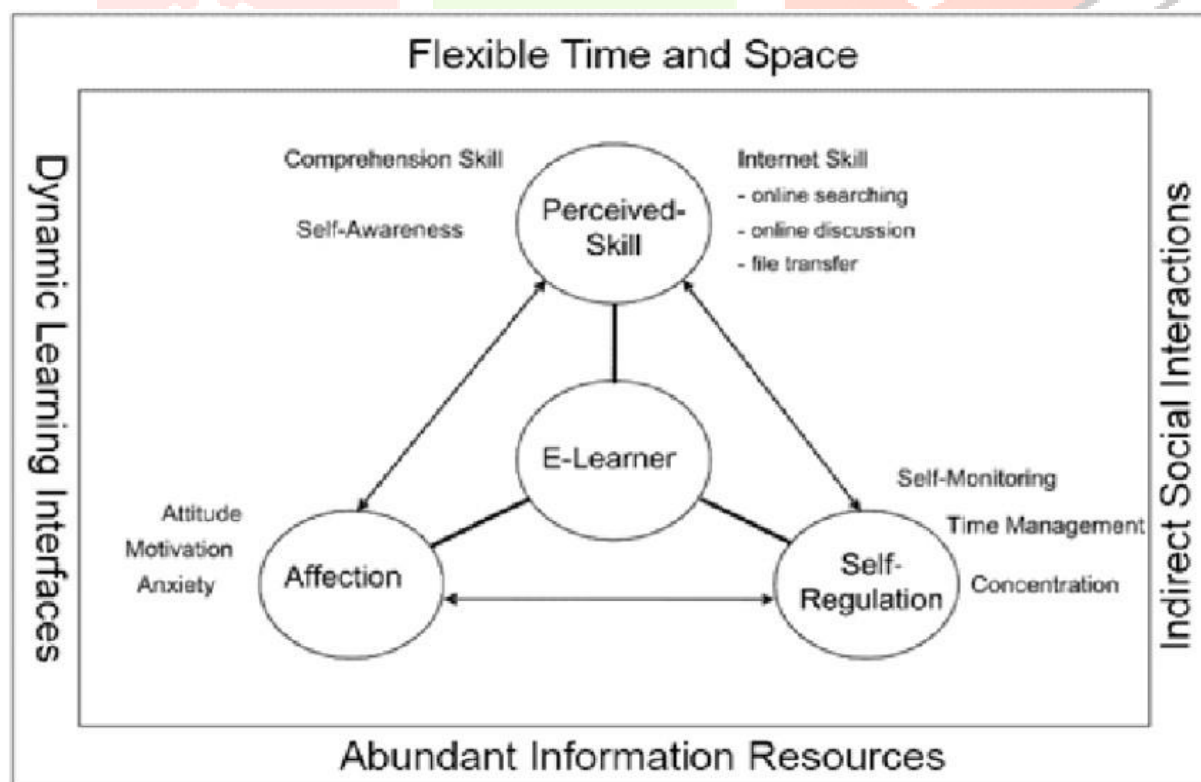 Flexible Time and Space
Dynamic Learning Interfaces
Comprehension Skill
Self-Awareness
Perceived-
Skill
Internet Skill
- online searching
- online discussion
- file transfer
Indirect Social Interactions
E-Learner
Attitude
Motivation
Anxiety
Affection
Self-Monitoring
Time Management
Concentration
Self-
Regulation
Abundant Information Resources